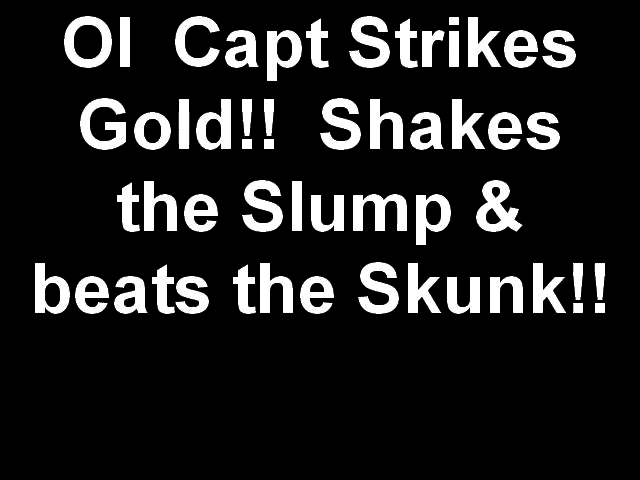 Ol  Capt Strikes
Gold!!  Shakes
the Slump &
beats the Skunk!!